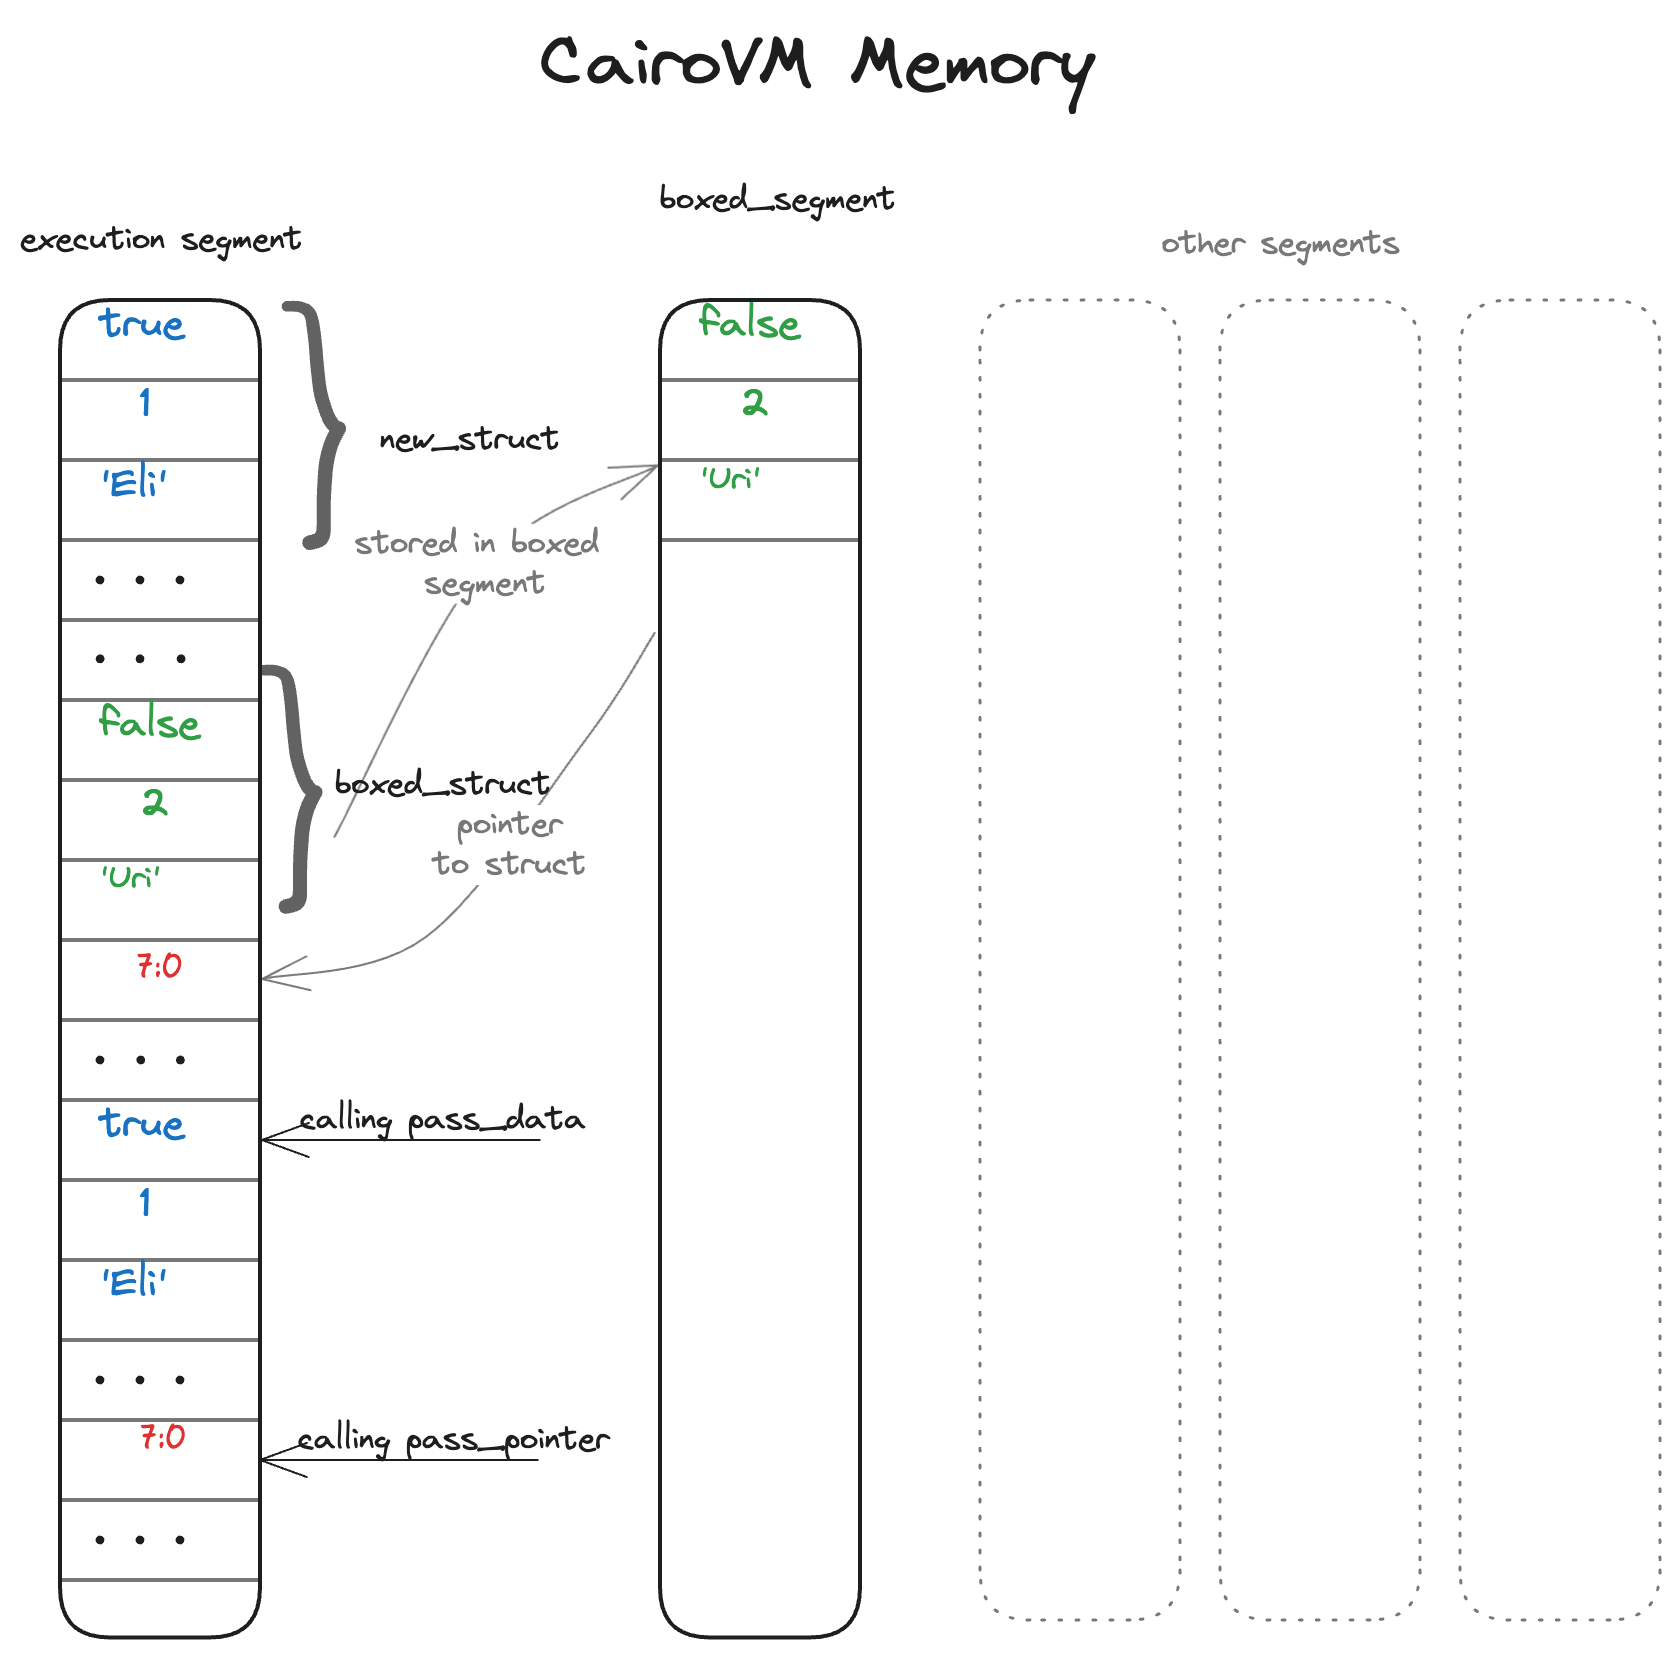 CairoVM Memory
execution segment
true
1
'Eli'
. . .
. . .
false
2
'Uri'
7:0
. . .
true
1
'Eli'
. . .
7:0
. . .
new_struct
stored in boxed
segment
boxed_struct
pointer
to struct
calling pass_data
calling pass_pointer
boxed_segment
false
2
'Uri'
other segments